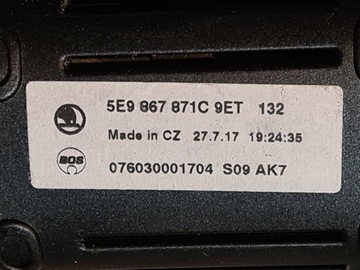 5E9 867 871C 9ET 132
Made in CZ 27.7.17 19:24:35
BOS
076030001704 S09 AK7